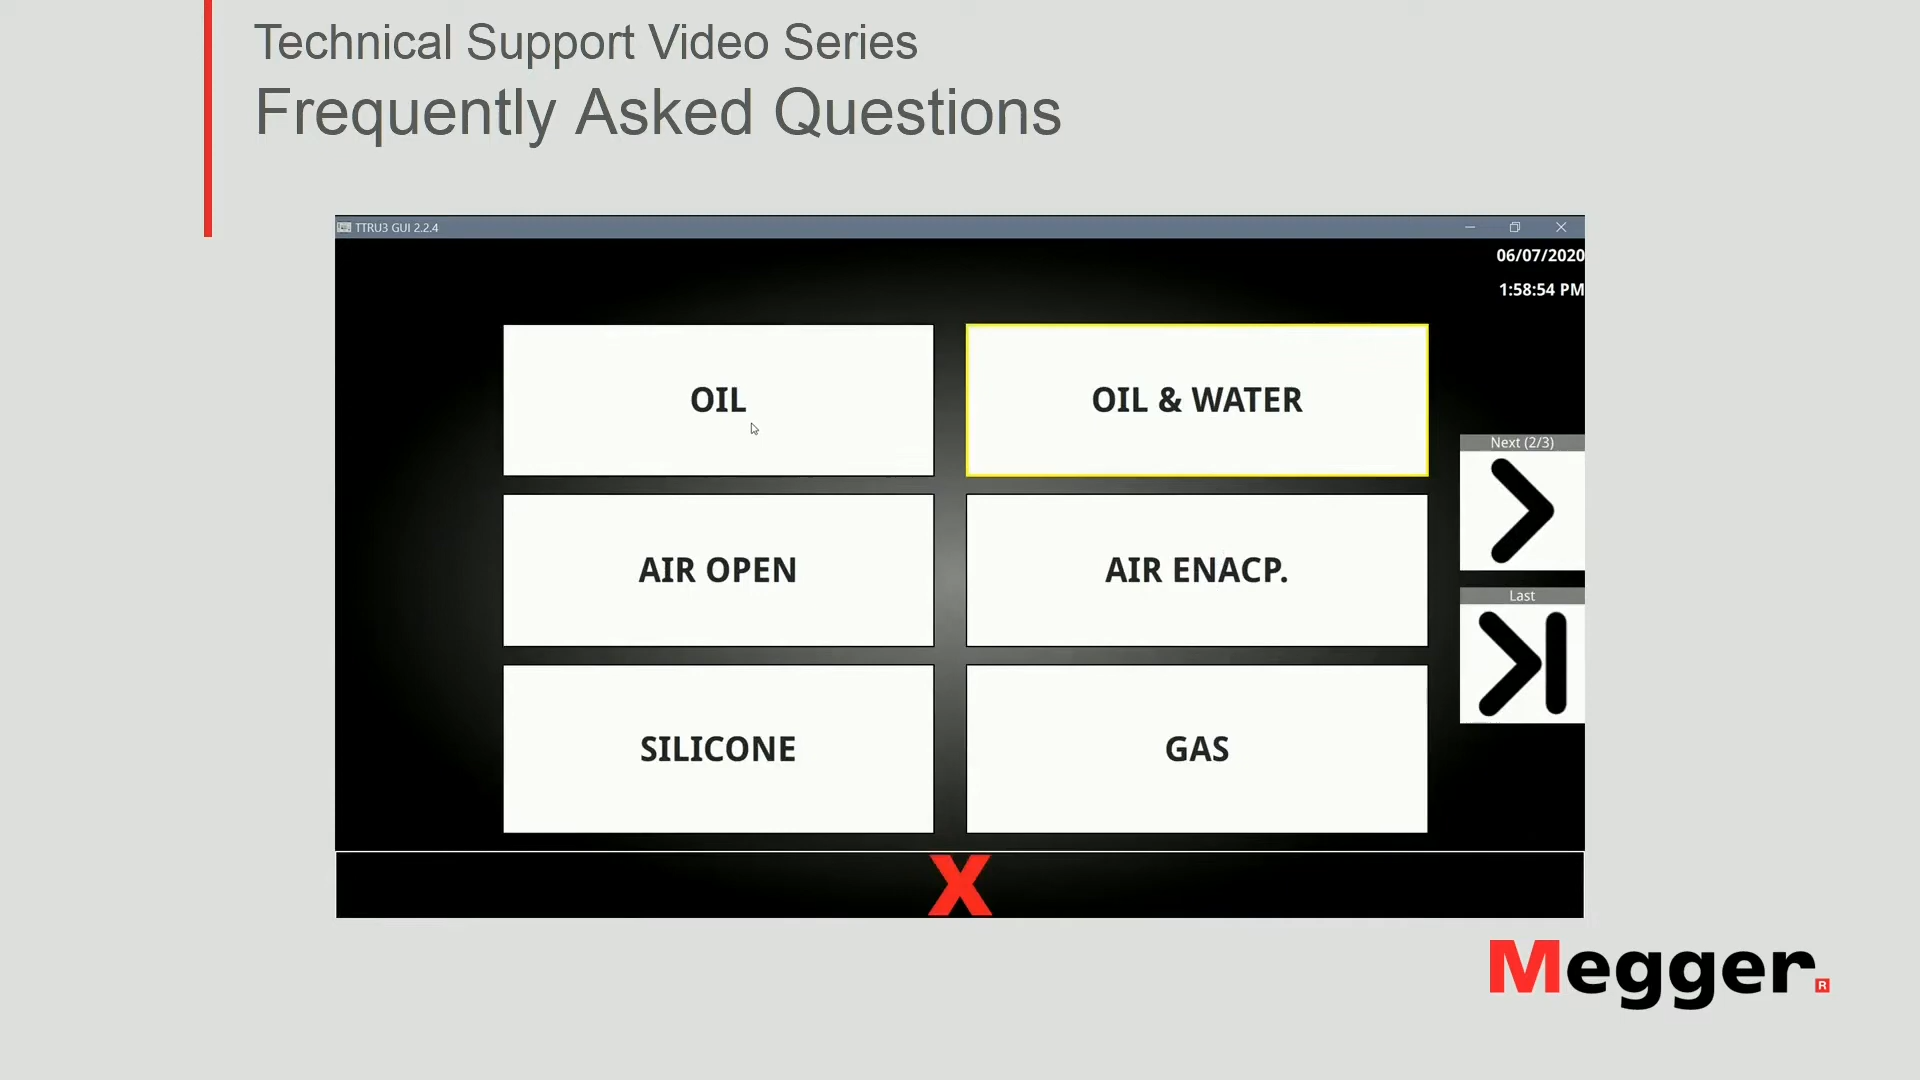 Technical Support Video Series
Frequently Asked Questions
TTRU3 GUI 2.2.4
06/07/2020
1:58:54 PM
OIL
OIL & WATER
Next (2/3)
AIR OPEN
AIR ENACP.
Last
SILICONE
GAS
X
Megger.
R